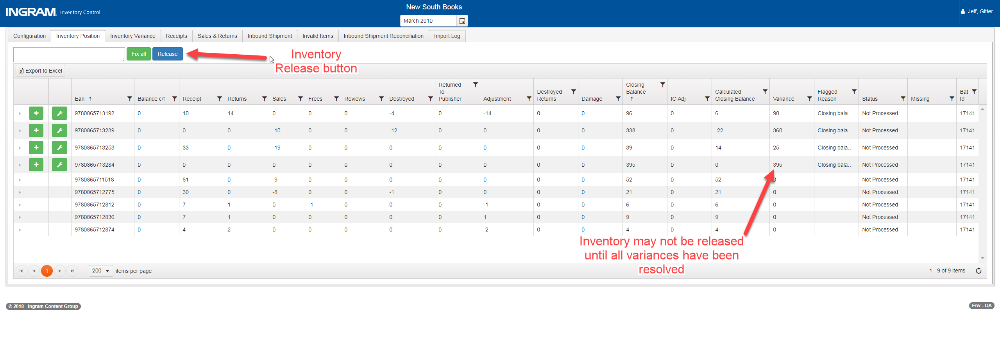 INGRAM. Inventory Control
New South Books
March 2010
Jeff, Gitter
Configuration Inventory Position Inventory Variance Receipts Sales & Returns Inbound Shipment Invalid Items Inbound Shipment Reconciliation Import Log
Fix all Release
Inventory
Release button
Export to Excel
Ean Balance c/f Receipt Returns Sales Frees Reviews Destroyed Returned To Publisher Adjustment Destroyed Returns Damage Closing Balance IC Adj Calculated Closing Balance Variance Flagged Reason Status Missing Bat Id
9780865713192 0 10 14 0 0 0 -4 0 -14 0 0 96 0 6 90 Closing bala... Not Processed 17141
9780865713239 0 0 0 -10 0 0 -12 0 0 0 0 338 0 -22 360 Closing bala... Not Processed 17141
9780865713253 0 33 0 -19 0 0 0 0 0 0 0 39 0 14 25 Closing bala... Not Processed 17141
9780865713284 0 0 0 0 0 0 0 0 0 0 0 395 0 0 395 Closing bala... Not Processed 17141
9780865711518 0 61 0 -9 0 0 0 0 0 0 0 52 0 52 0 Not Processed 17141
9780865712775 0 30 0 -8 0 0 -1 0 0 0 0 21 0 21 0 Not Processed 17141
9780865712812 0 7 1 0 -1 0 0 0 -1 0 0 6 0 6 0 Not Processed 17141
9780865712836 0 7 1 0 0 0 0 0 1 0 0 9 0 9 0 Not Processed 17141
9780865712874 0 4 2 0 0 0 0 0 -2 0 0 4 0 4 0 Not Processed 17141
Inventory may not be released
until all variances have been
resolved
1 200 items per page 1 - 9 of 9 items
© 2018 - Ingram Content Group
Env - QA